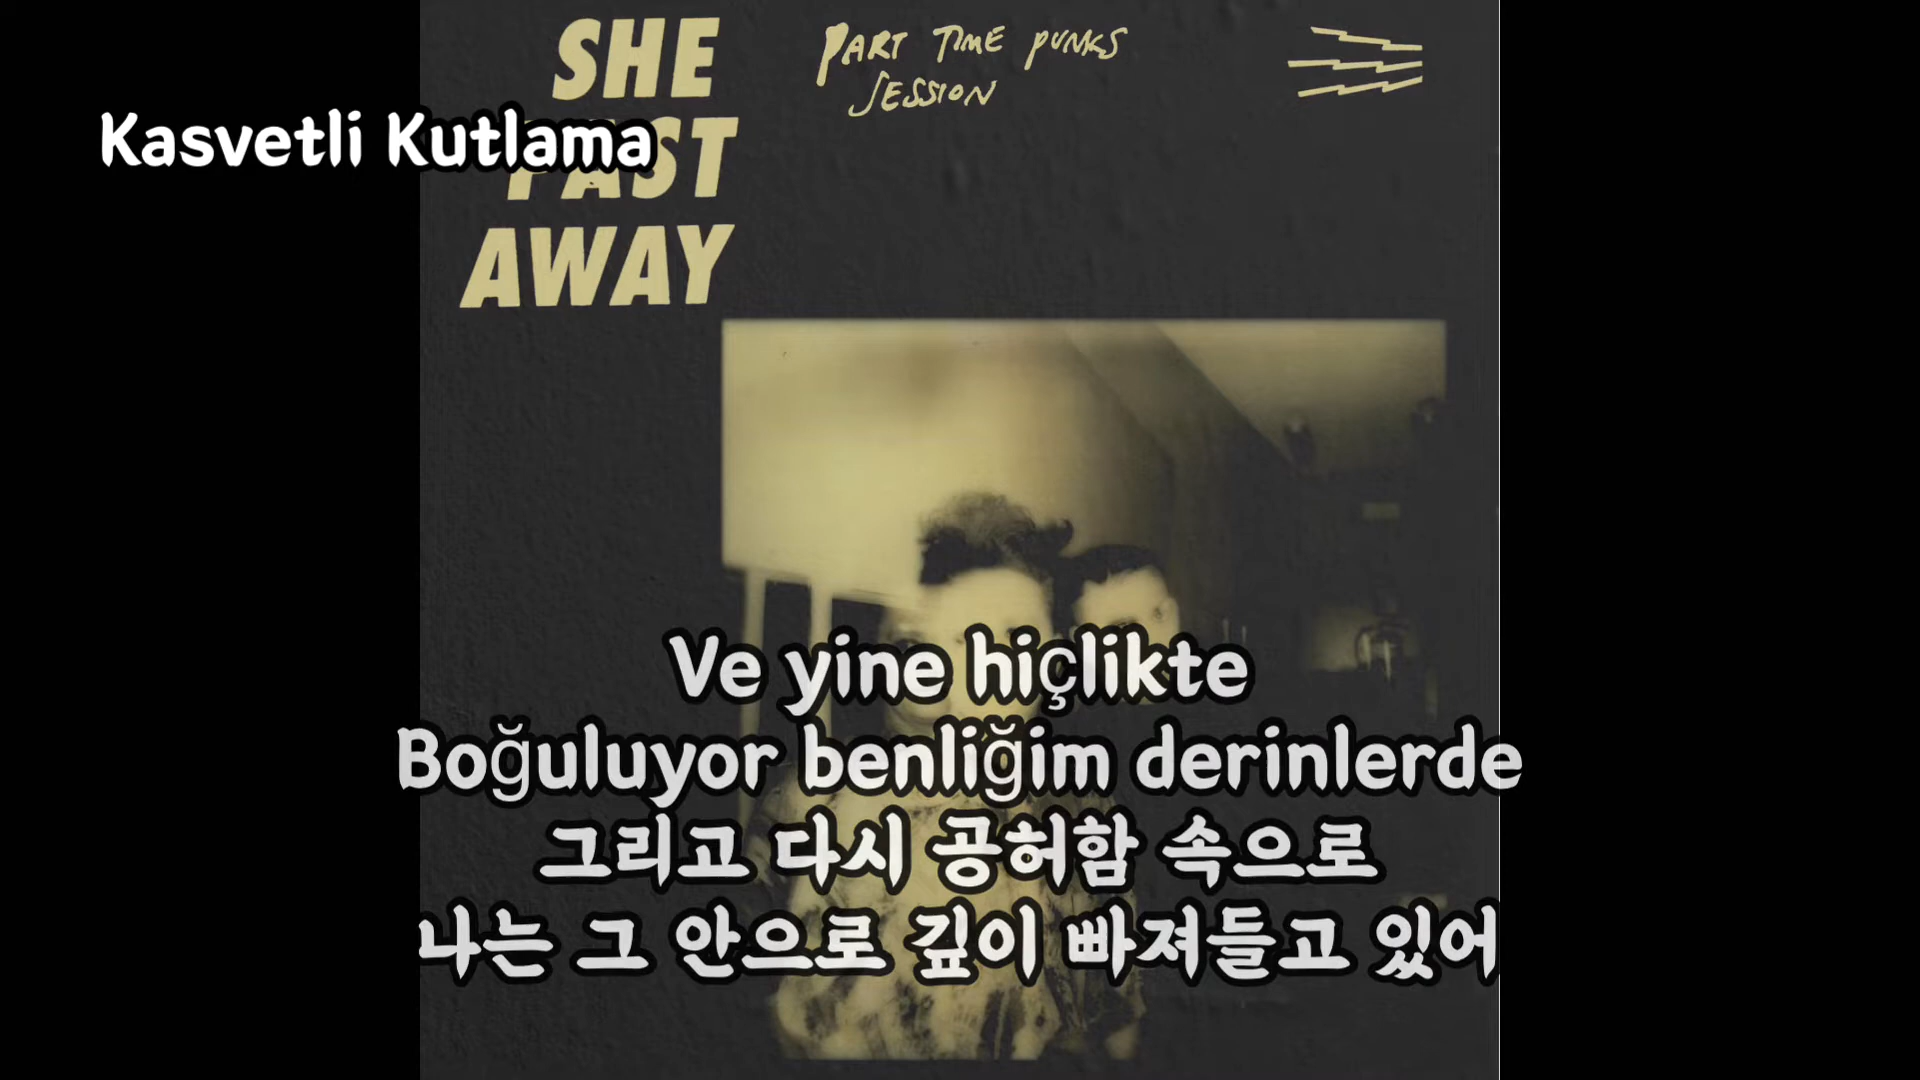 SHE
PAST
AWAY
PART TIME PUNKS
SESSION
Kasvetli Kutlama
Ve yine hiçlikte
Boğuluyor benliğim derinlerde
그리고 다시 공허함 속으로
나는 그 안으로 깊이 빠져들고 있어